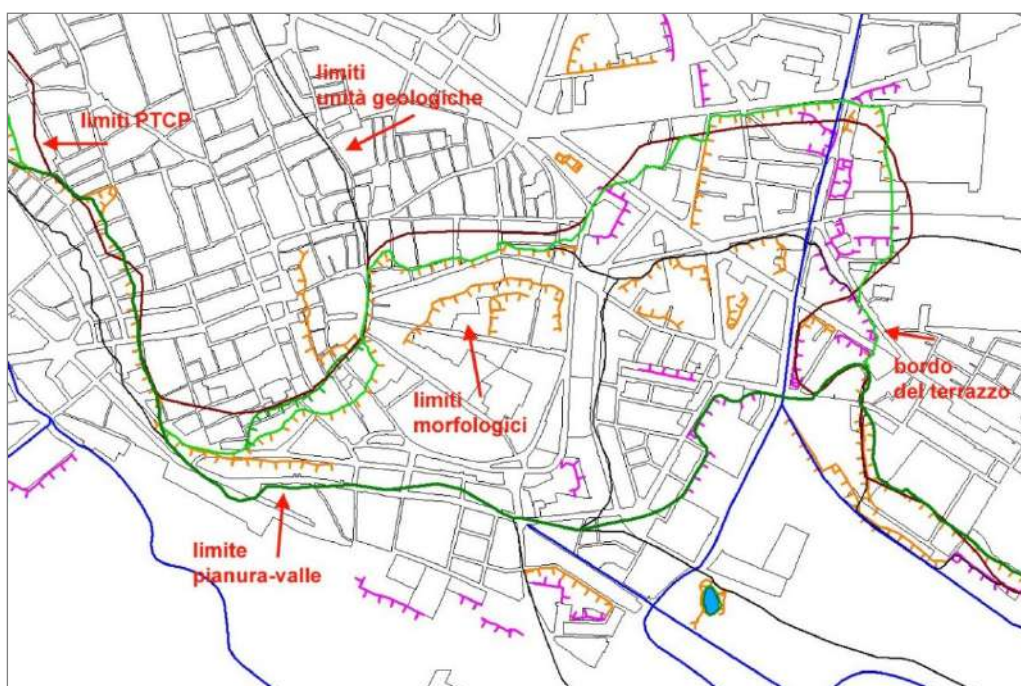 limiti
unità geologiche
limiti PTCP
limiti
morfologici
bordo
del terrazzo
limite
pianura-valle